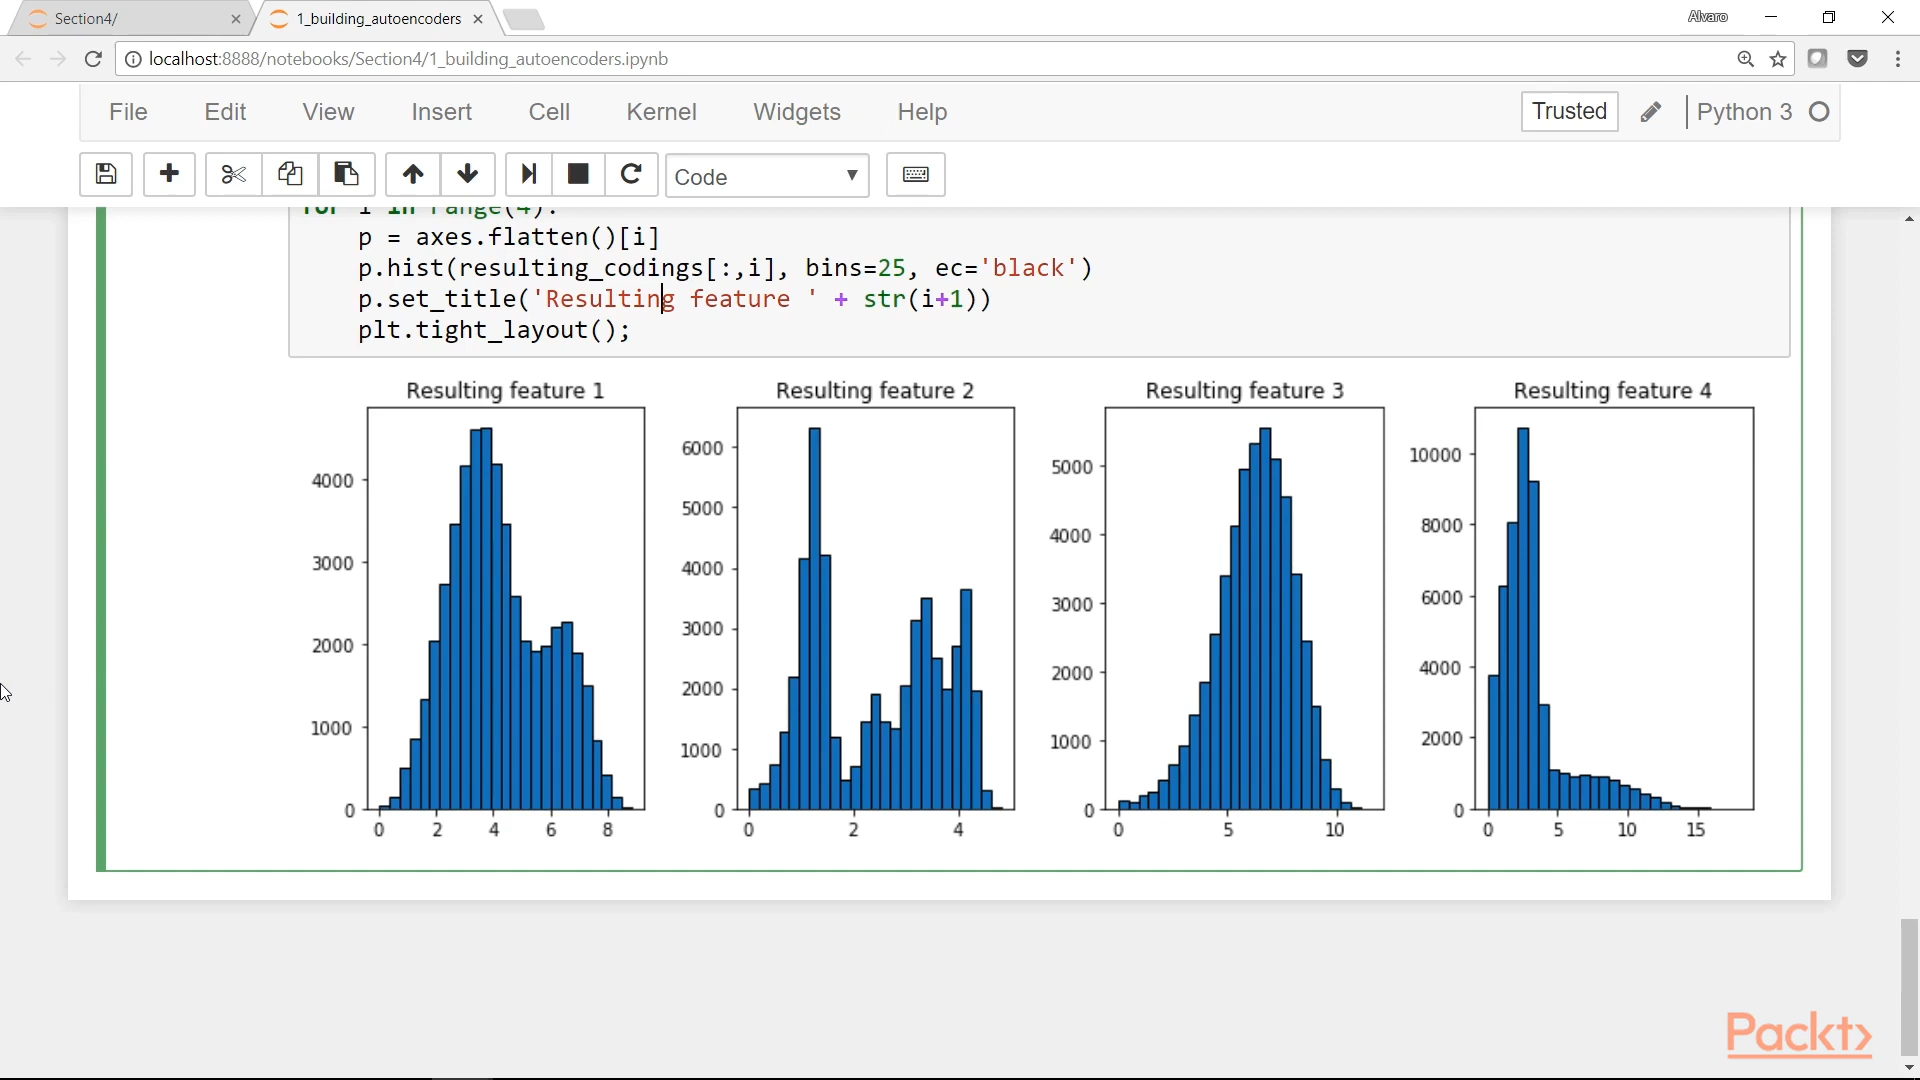 Section4/
1_building_autoencoders
Alvaro
localhost:8888/notebooks/Section4/1_building_autoencoders.ipynb
File Edit View Insert Cell Kernel Widgets Help Trusted Python 3
Code
for i in range(4):
p = axes.flatten()[i]
p.hist(resulting_codings[:,i], bins=25, ec='black')
p.set_title('Resulting feature ' + str(i+1))
plt.tight_layout();
Resulting feature 1
4000
3000
2000
1000
0
0 2 4 6 8
Resulting feature 2
6000
5000
4000
3000
2000
1000
0
0 2 4
Resulting feature 3
5000
4000
3000
2000
1000
0
0 5 10
Resulting feature 4
10000
8000
6000
4000
2000
0
0 5 10 15
Packt>